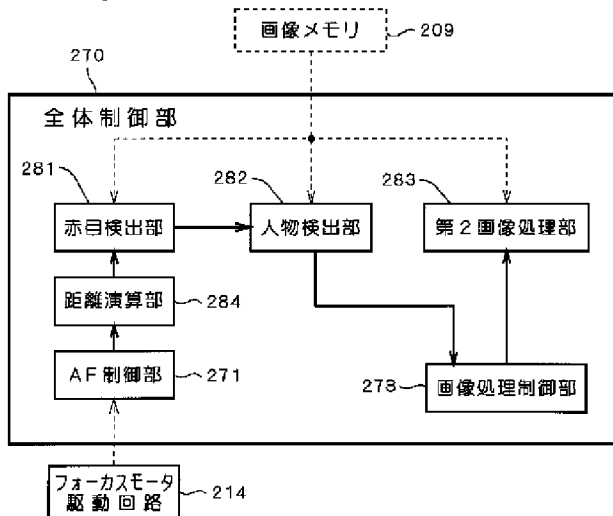 画像メモリ
209
270
全体制御部
281
282
283
赤目検出部
人物検出部
第2画像処理部
距離演算部
284
AF制御部
271
278
画像処理制御部
フォーカスモータ
駆動回路
214